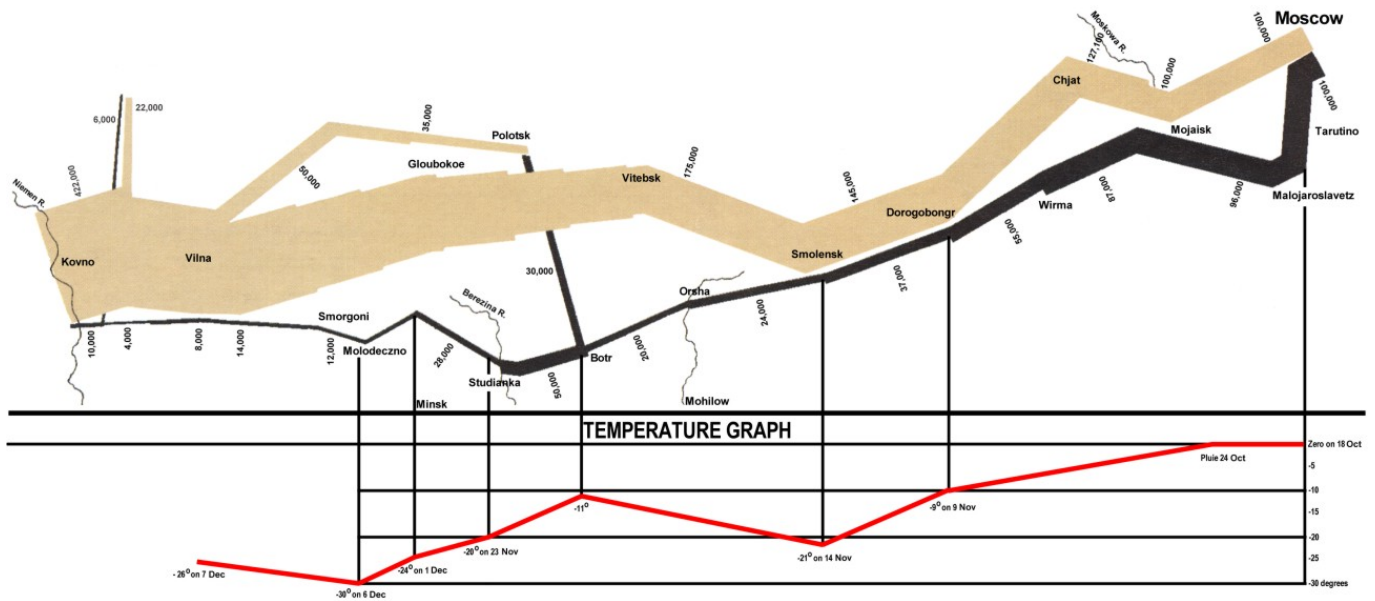 Moscow
100,000
Moskowa R.
127,100
100,000
Chjat
100,000
Mojaisk
Tarutino
22,000
6,000
35,000
Polotsk
Gloubokoe
50,000
175,000
Vitebsk
145,000
Dorogobongr
Wirma
87,000
96,000
Malojaroslavetz
55,000
Niemen R.
422,000
Kovno
Vilna
Smolensk
37,000
30,000
Orsha
24,000
Berezina R.
Smorgoni
Molodeczno
10,000
4,000
8,000
14,000
12,000
28,000
Studianka
50,000
Botr
20,000
Minsk
Mohilow
TEMPERATURE GRAPH
Zero on 18 Oct
Pluie 24 Oct
-5
-10
-9° on 9 Nov
-11°
-15
-20
-20° on 23 Nov
-21° on 14 Nov
-25
-24° on 1 Dec
-26° on 7 Dec
-30 degrees
-30° on 6 Dec